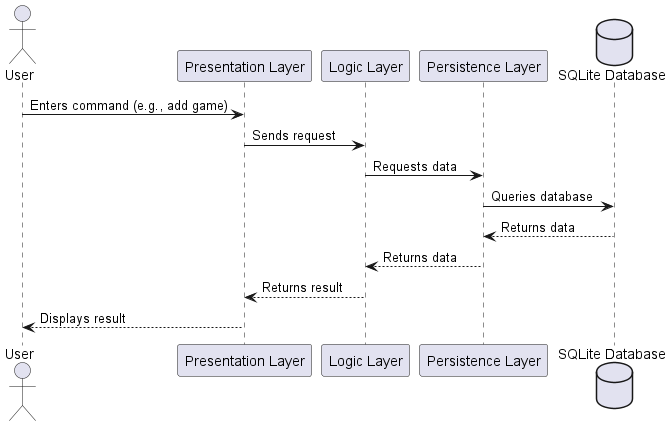 User
Presentation Layer
Logic Layer
Persistence Layer
SQLite Database
Enters command (e.g., add game)
Sends request
Requests data
Queries database
Returns data
Returns data
Returns result
Displays result
User
Presentation Layer
Logic Layer
Persistence Layer
SQLite Database